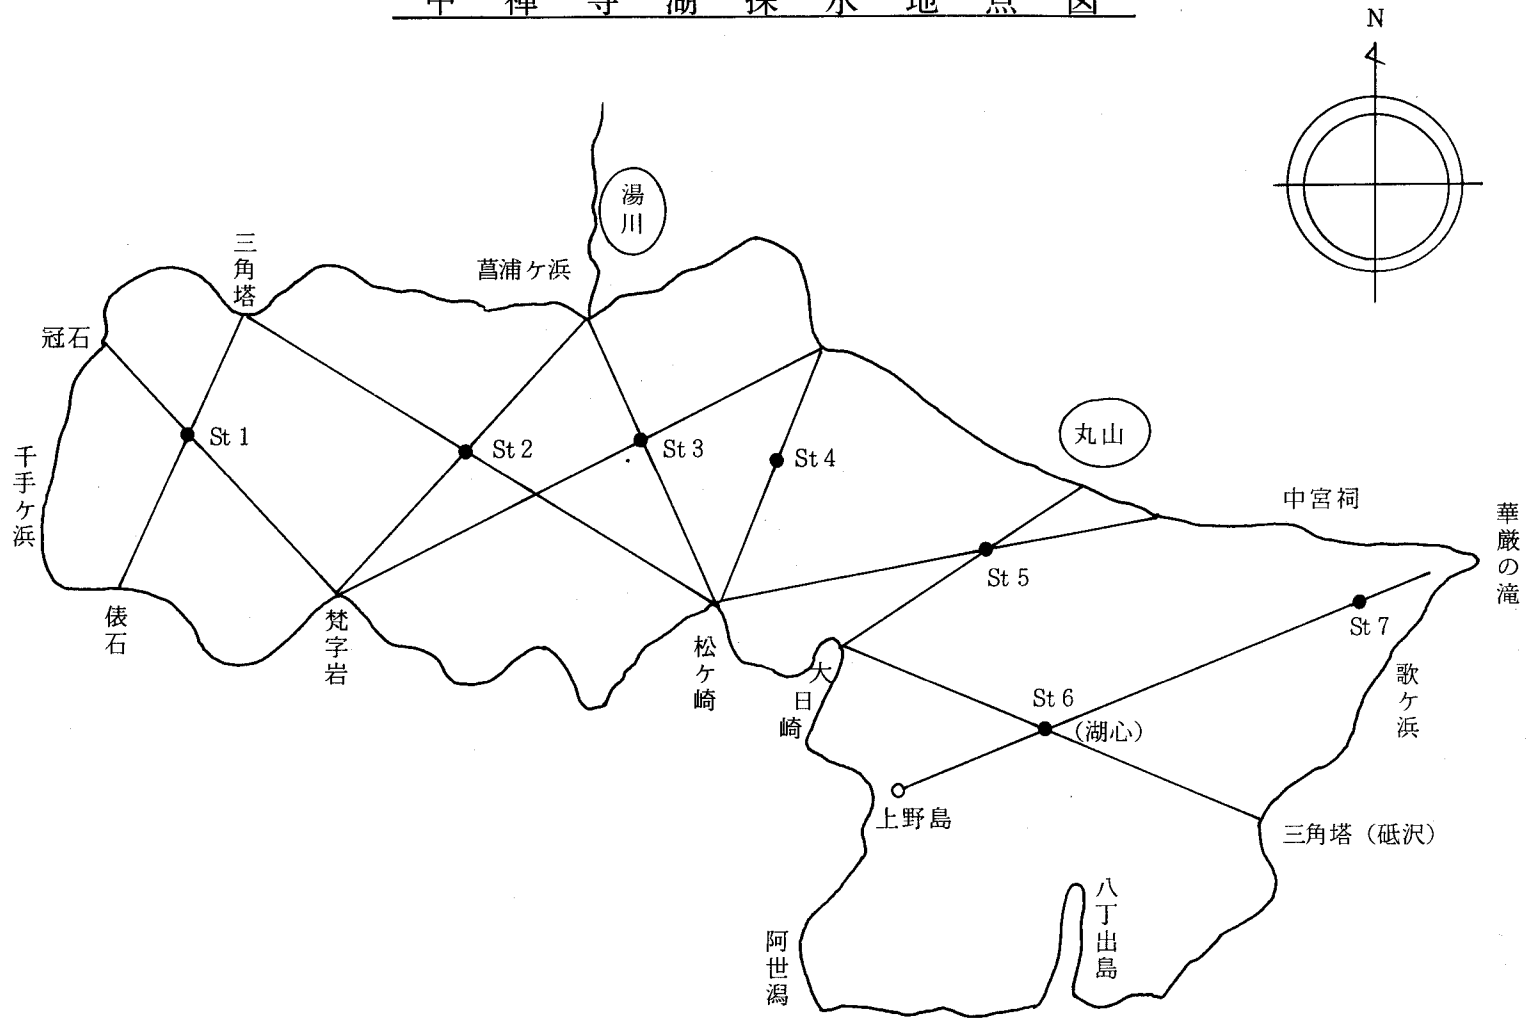 中禅寺湖採水地点図
N
湯川
三角塔
菖蒲ケ浜
冠石
St 1
St 2
St 3
St 4
丸山
千手ケ浜
中宮祠
華厳の滝
St 5
俵石
梵字岩
松ケ崎
大日崎
St 7
歌ケ浜
St 6
(湖心)
上野島
三角塔 (砥沢)
八丁出島
阿世潟